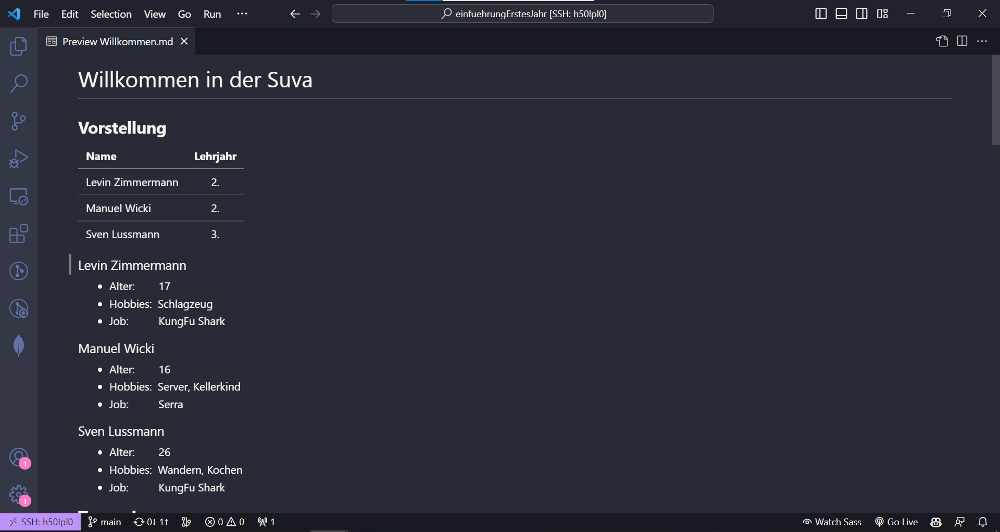 File Edit Selection View Go Run ···
einfuehrungErstesJahr [SSH: h50lpl0]
Preview Willkommen.md
Willkommen in der Suva
Vorstellung
Name Lehrjahr
Levin Zimmermann 2.
Manuel Wicki 2.
Sven Lussmann 3.
Levin Zimmermann
• Alter: 17
• Hobbies: Schlagzeug
• Job: KungFu Shark
Manuel Wicki
• Alter: 16
• Hobbies: Server, Kellerkind
• Job: Serra
Sven Lussmann
• Alter: 26
• Hobbies: Wandern, Kochen
• Job: KungFu Shark
1
1
SSH: h50lpl0 main 0↓ 1↑ 0 0 1 Watch Sass Go Live